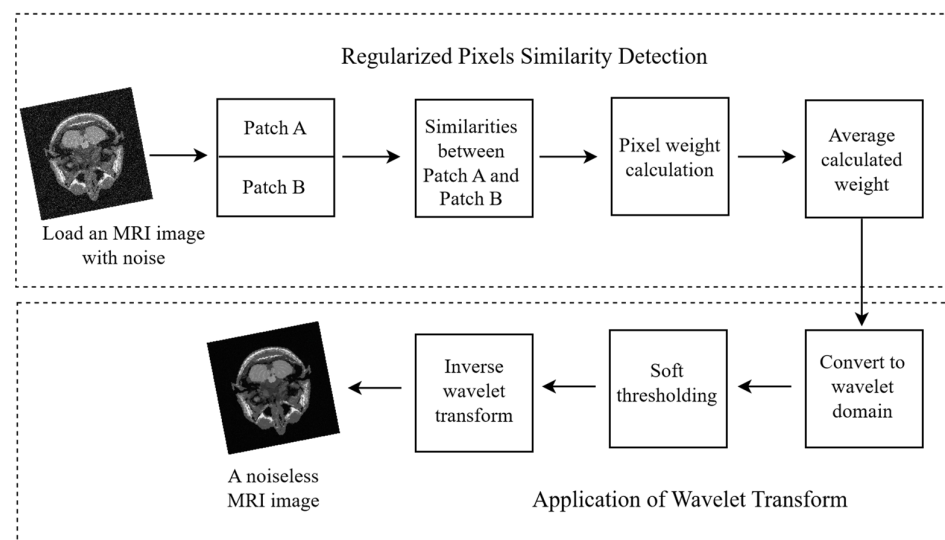 Regularized Pixels Similarity Detection
Load an MRI image
with noise
Patch A
Patch B
Similarities
between
Patch A and
Patch B
Pixel weight
calculation
Average
calculated
weight
Convert to
wavelet
domain
Soft
thresholding
Inverse
wavelet
transform
A noiseless
MRI image
Application of Wavelet Transform